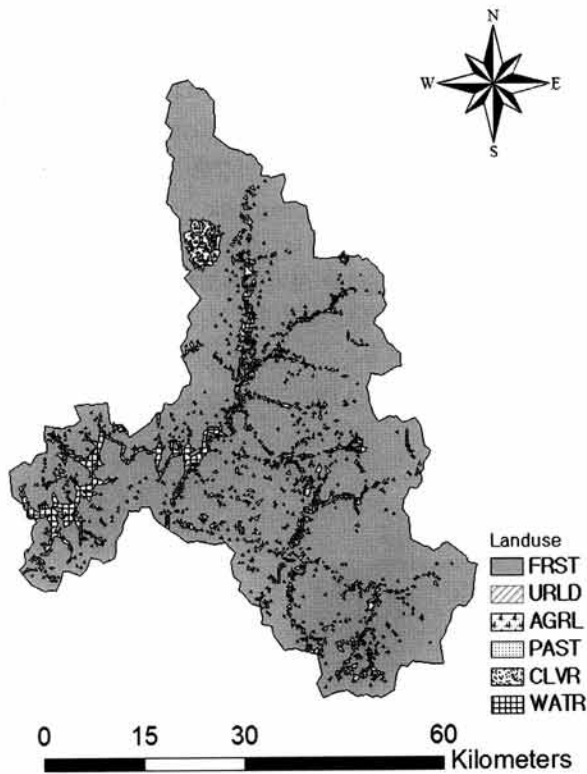 N
W E
S
Landuse
FRST
URLD
AGRL
PAST
CLVR
WATR
0 15 30 60
Kilometers